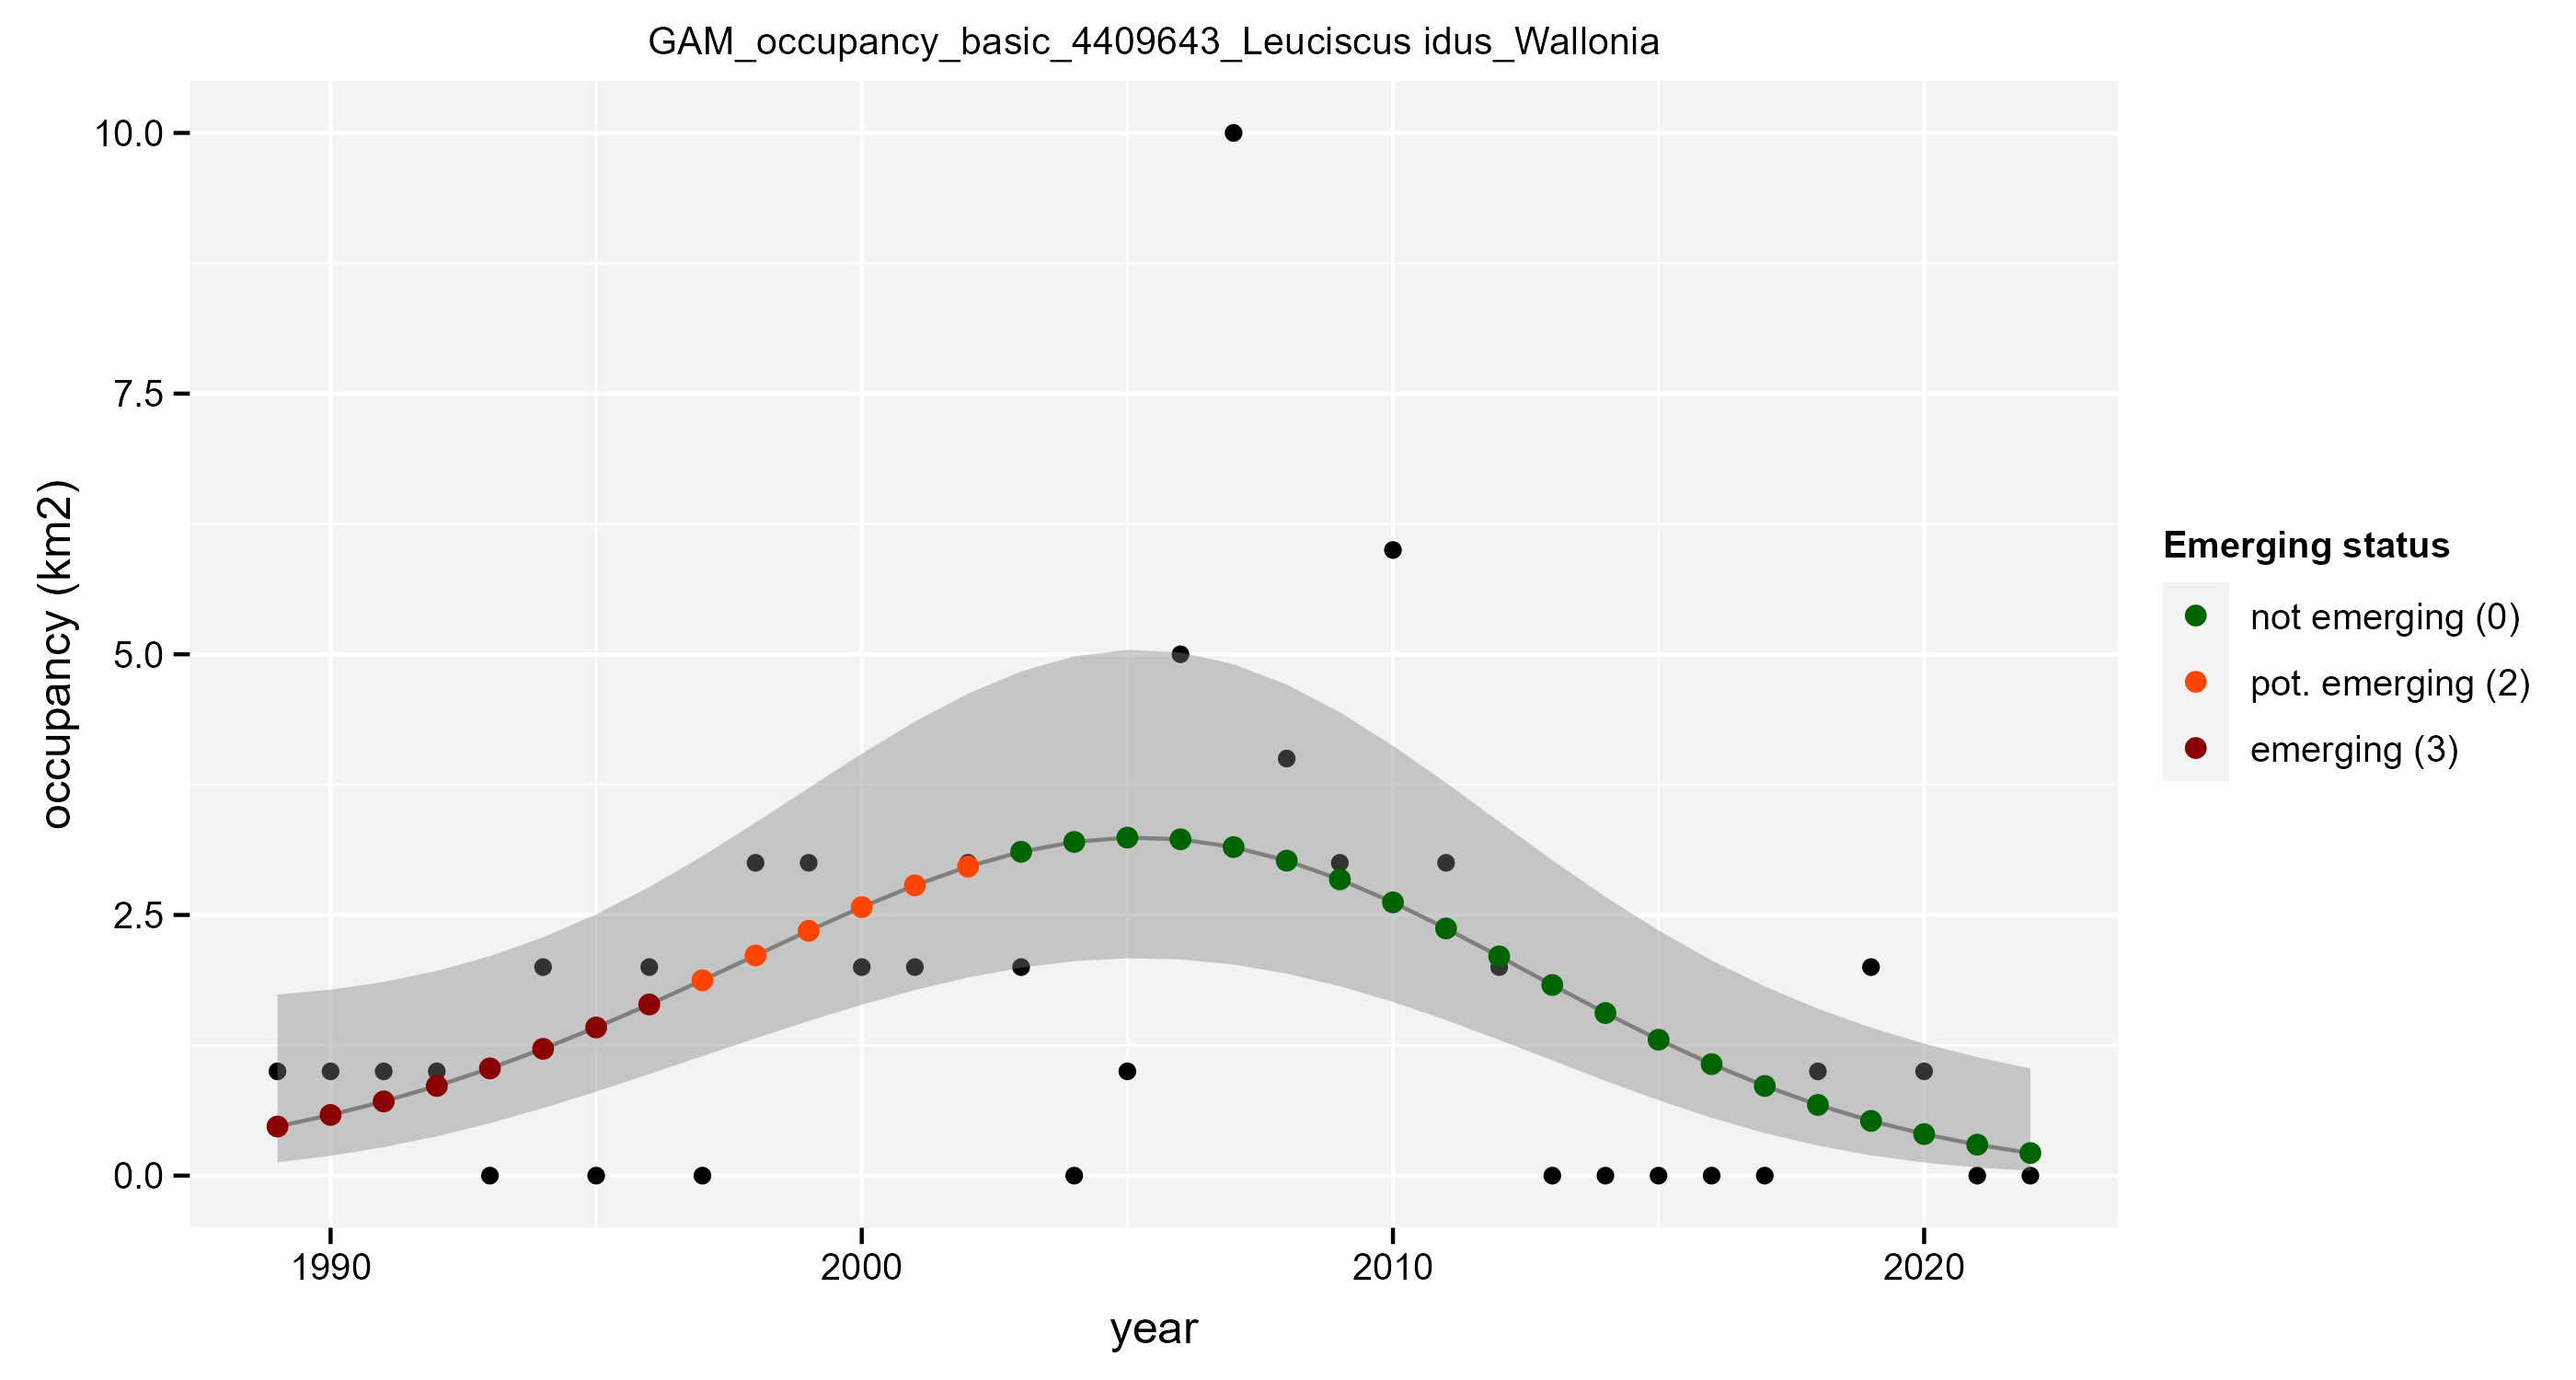 GAM_occupancy_basic_4409643_Leuciscus idus_Wallonia
10.0
7.5
5.0
2.5
0.0
occupancy (km2)
1990
2000
2010
2020
year
Emerging status
not emerging (0)
pot. emerging (2)
emerging (3)